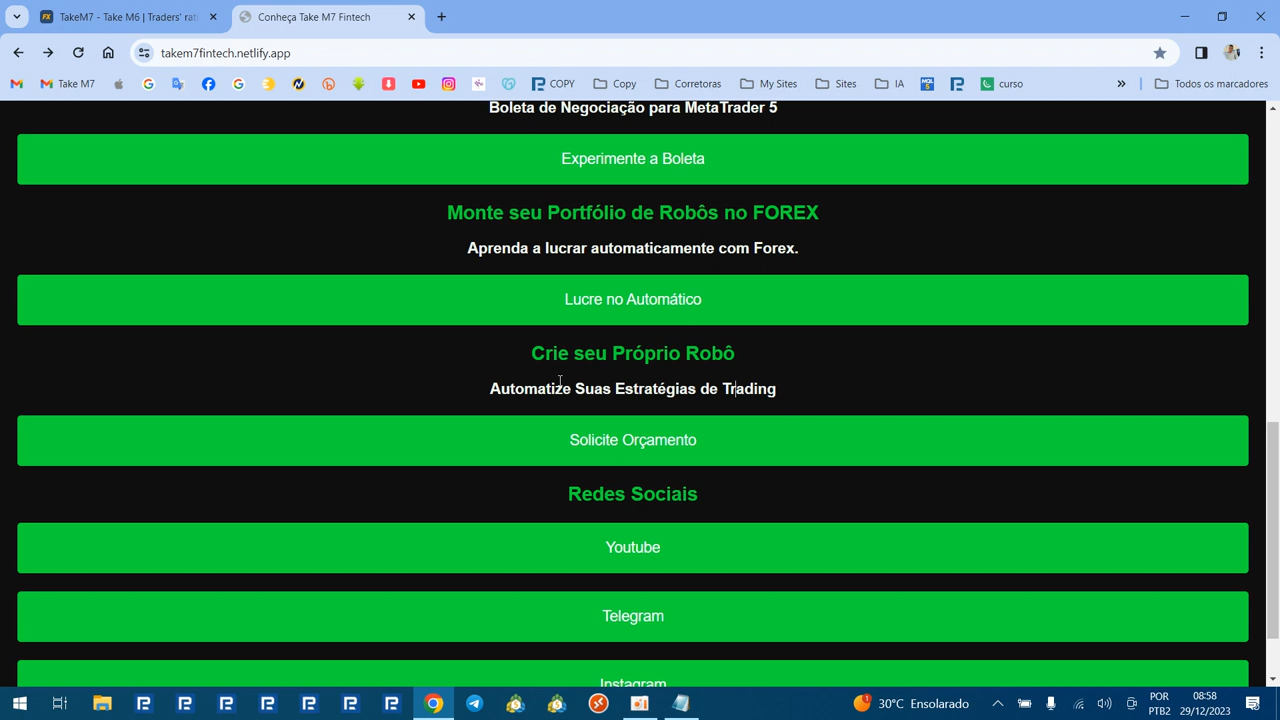 TakeM7 - Take M6 | Traders' rati
Conheça Take M7 Fintech
takem7fintech.netlify.app
Take M7
COPY
Copy
Corretoras
My Sites
Sites
IA
curso
»
Todos os marcadores
Boleta de Negociação para MetaTrader 5
Experimente a Boleta
Monte seu Portfólio de Robôs no FOREX
Aprenda a lucrar automaticamente com Forex.
Lucre no Automático
Crie seu Próprio Robô
Automatize Suas Estratégias de Trading
Solicite Orçamento
Redes Sociais
Youtube
Telegram
Instagram
30°C Ensolarado
POR
PTB2
08:58
29/12/2023